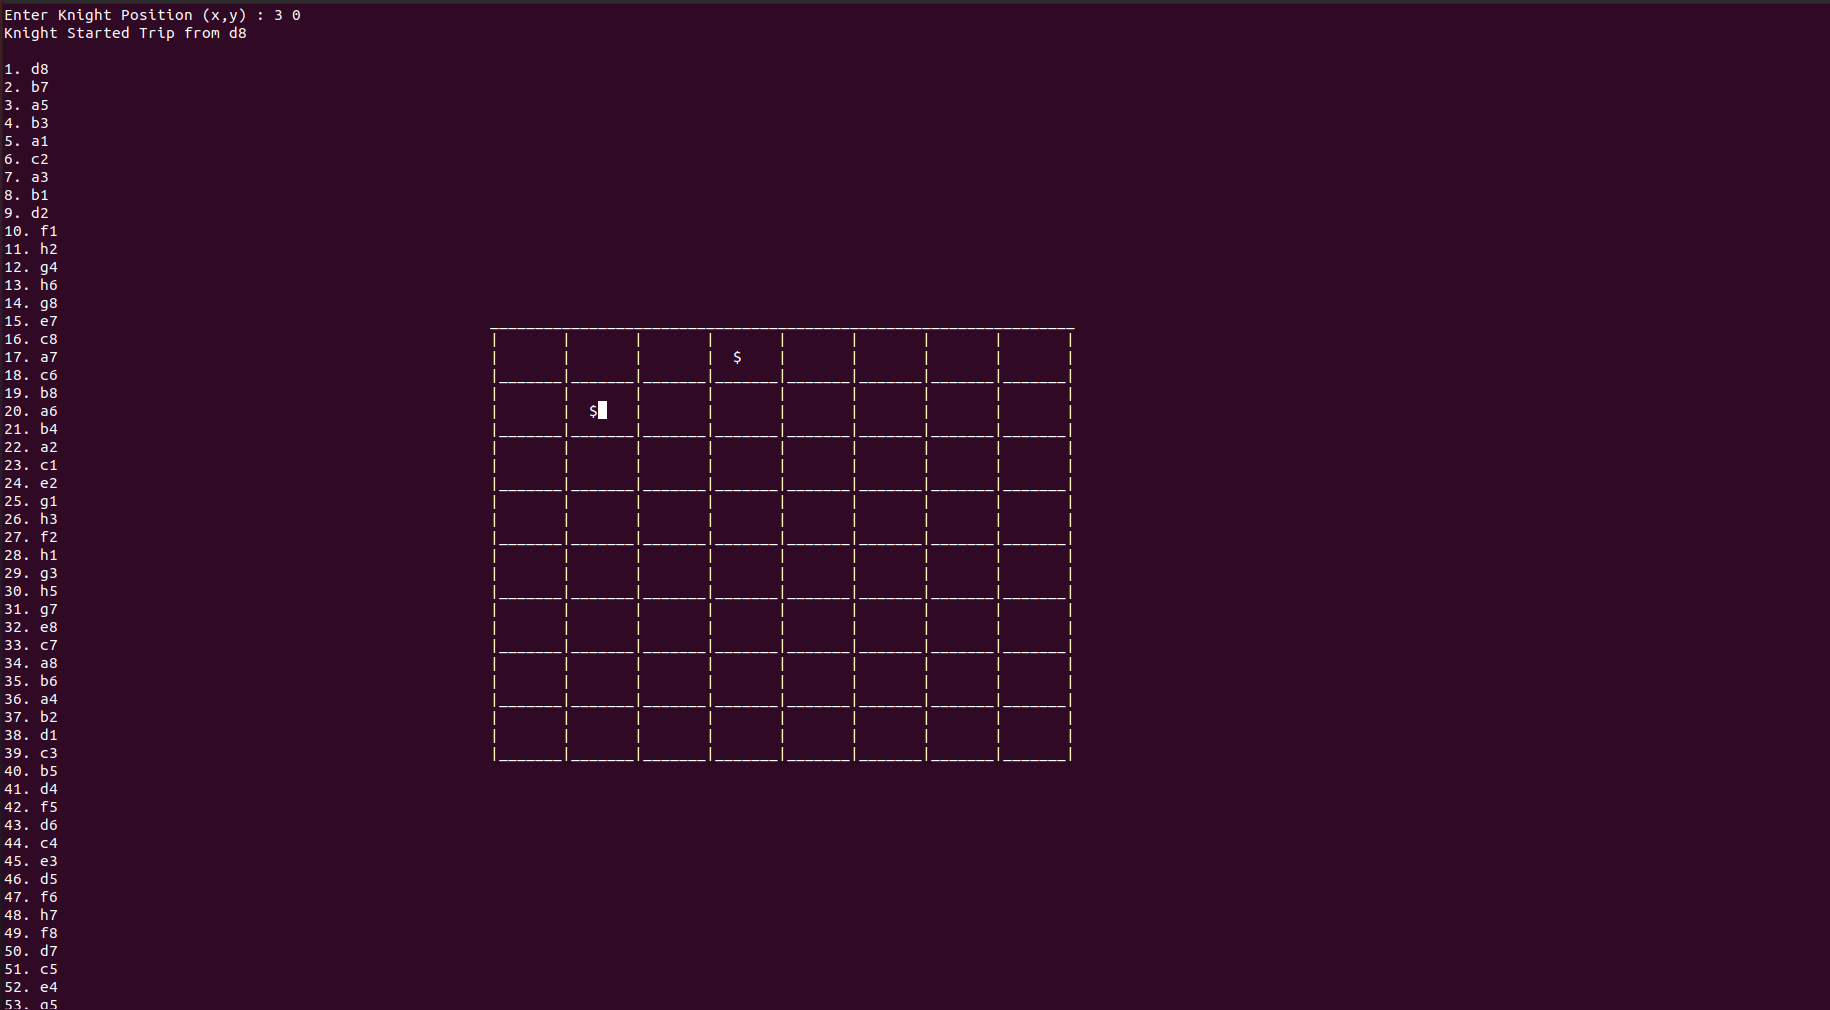 Enter Knight Position (x,y) : 3 0
Knight Started Trip from d8
1. d8
2. b7
3. a5
4. b3
5. a1
6. c2
7. a3
8. b1
9. d2
10. f1
11. h2
12. g4
13. h6
14. g8
15. e7
16. c8
17. a7
18. c6
19. b8
20. a6
21. b4
22. a2
23. c1
24. e2
25. g1
26. h3
27. f2
28. h1
29. g3
30. h5
31. g7
32. e8
33. c7
34. a8
35. b6
36. a4
37. b2
38. d1
39. c3
40. b5
41. d4
42. f5
43. d6
44. c4
45. e3
46. d5
47. f6
48. h7
49. f8
50. d7
51. c5
52. e4
53. g5
$
$